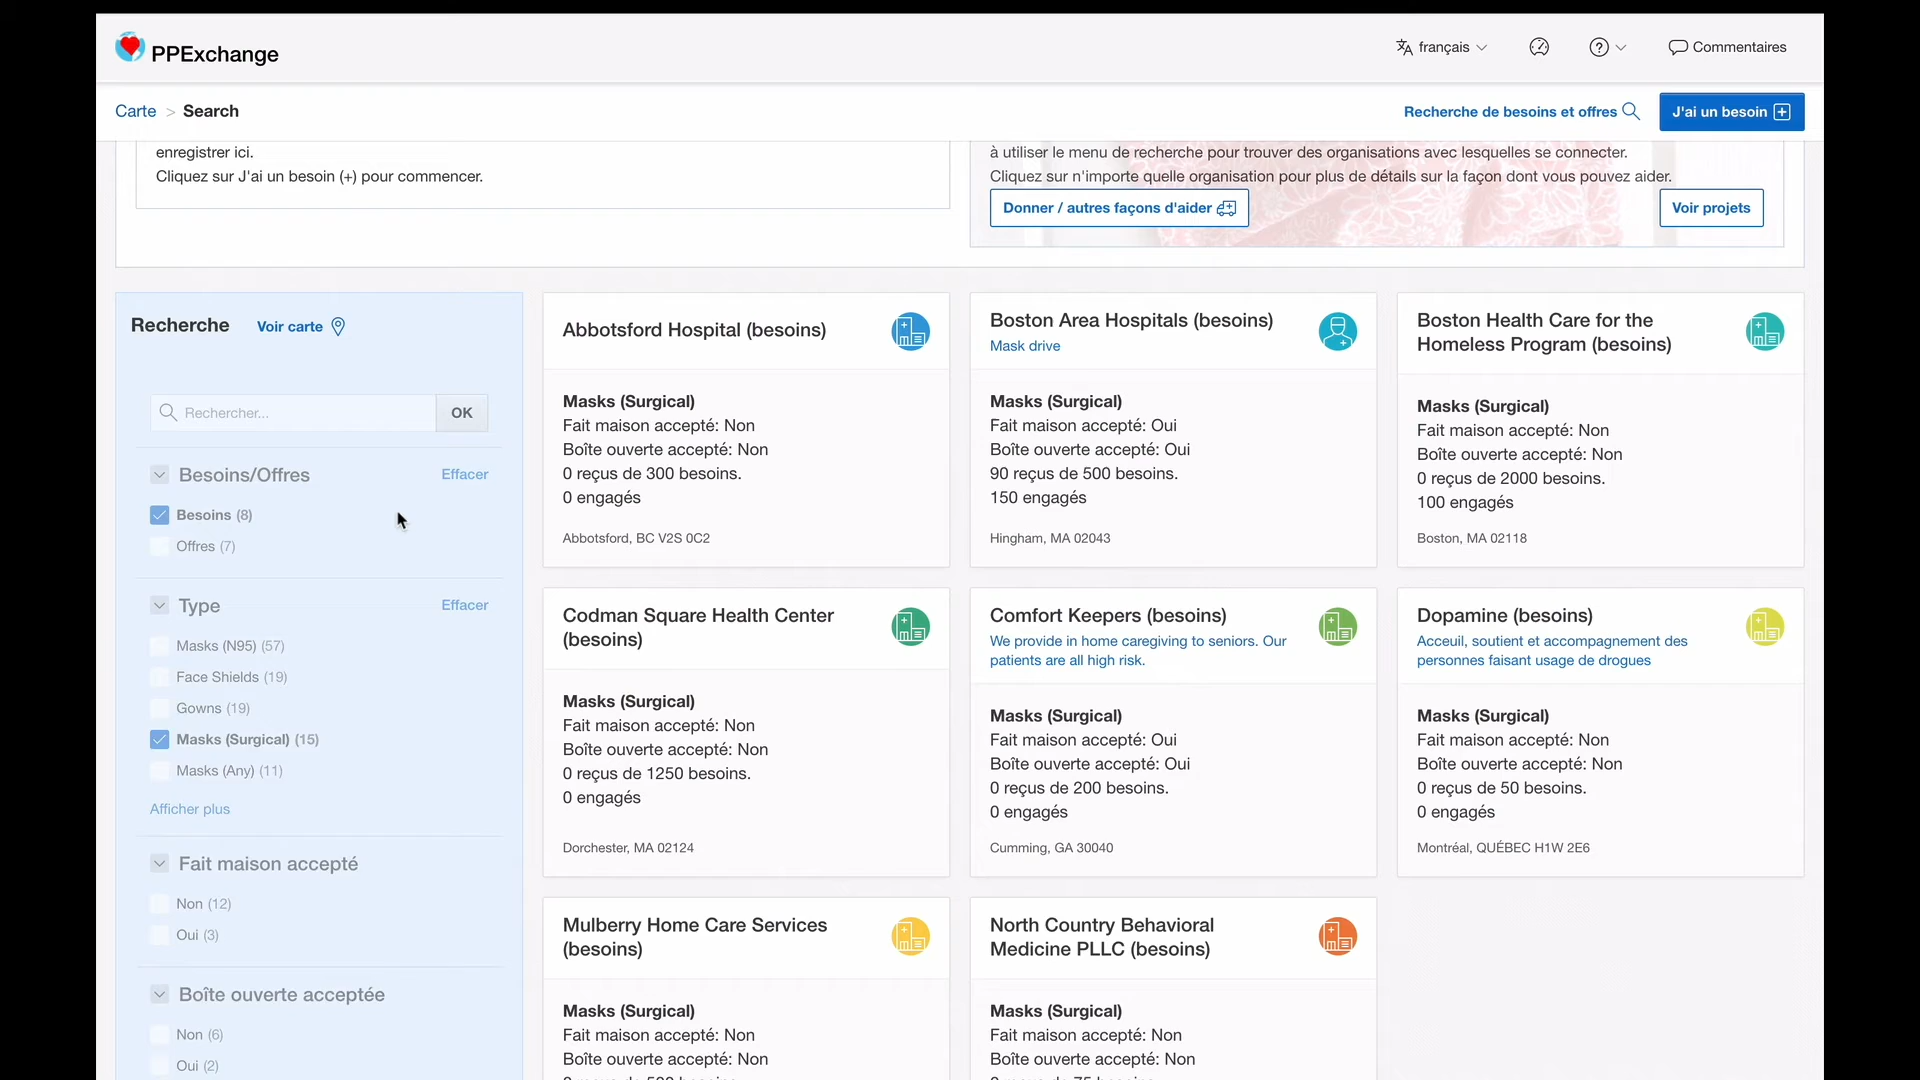 PPExchange
français
Commentaires
Carte > Search
Recherche de besoins et offres
J'ai un besoin
enregistrer ici.
Cliquez sur J'ai un besoin (+) pour commencer.
à utiliser le menu de recherche pour trouver des organisations avec lesquelles se connecter.
Cliquez sur n'importe quelle organisation pour plus de détails sur la façon dont vous pouvez aider.
Donner / autres façons d'aider
Voir projets
Recherche
Voir carte
Rechercher...
OK
Besoins/Offres
Effacer
Besoins (8)
Offres (7)
Type
Effacer
Masks (N95) (57)
Face Shields (19)
Gowns (19)
Masks (Surgical) (15)
Masks (Any) (11)
Afficher plus
Fait maison accepté
Non (12)
Oui (3)
Boîte ouverte acceptée
Non (6)
Oui (2)
Abbotsford Hospital (besoins)
Masks (Surgical)
Fait maison accepté: Non
Boîte ouverte accepté: Non
0 reçus de 300 besoins.
0 engagés
Abbotsford, BC V2S 0C2
Boston Area Hospitals (besoins)
Mask drive
Masks (Surgical)
Fait maison accepté: Oui
Boîte ouverte accepté: Oui
90 reçus de 500 besoins.
150 engagés
Hingham, MA 02043
Boston Health Care for the
Homeless Program (besoins)
Masks (Surgical)
Fait maison accepté: Non
Boîte ouverte accepté: Non
0 reçus de 2000 besoins.
100 engagés
Boston, MA 02118
Codman Square Health Center
(besoins)
Masks (Surgical)
Fait maison accepté: Non
Boîte ouverte accepté: Non
0 reçus de 1250 besoins.
0 engagés
Dorchester, MA 02124
Comfort Keepers (besoins)
We provide in home caregiving to seniors. Our
patients are all high risk.
Masks (Surgical)
Fait maison accepté: Oui
Boîte ouverte accepté: Oui
0 reçus de 200 besoins.
0 engagés
Cumming, GA 30040
Dopamine (besoins)
Acceuil, soutient et accompagnement des
personnes faisant usage de drogues
Masks (Surgical)
Fait maison accepté: Non
Boîte ouverte accepté: Non
0 reçus de 50 besoins.
0 engagés
Montréal, QUÉBEC H1W 2E6
Mulberry Home Care Services
(besoins)
Masks (Surgical)
Fait maison accepté: Non
Boîte ouverte accepté: Non
North Country Behavioral
Medicine PLLC (besoins)
Masks (Surgical)
Fait maison accepté: Non
Boîte ouverte accepté: Non